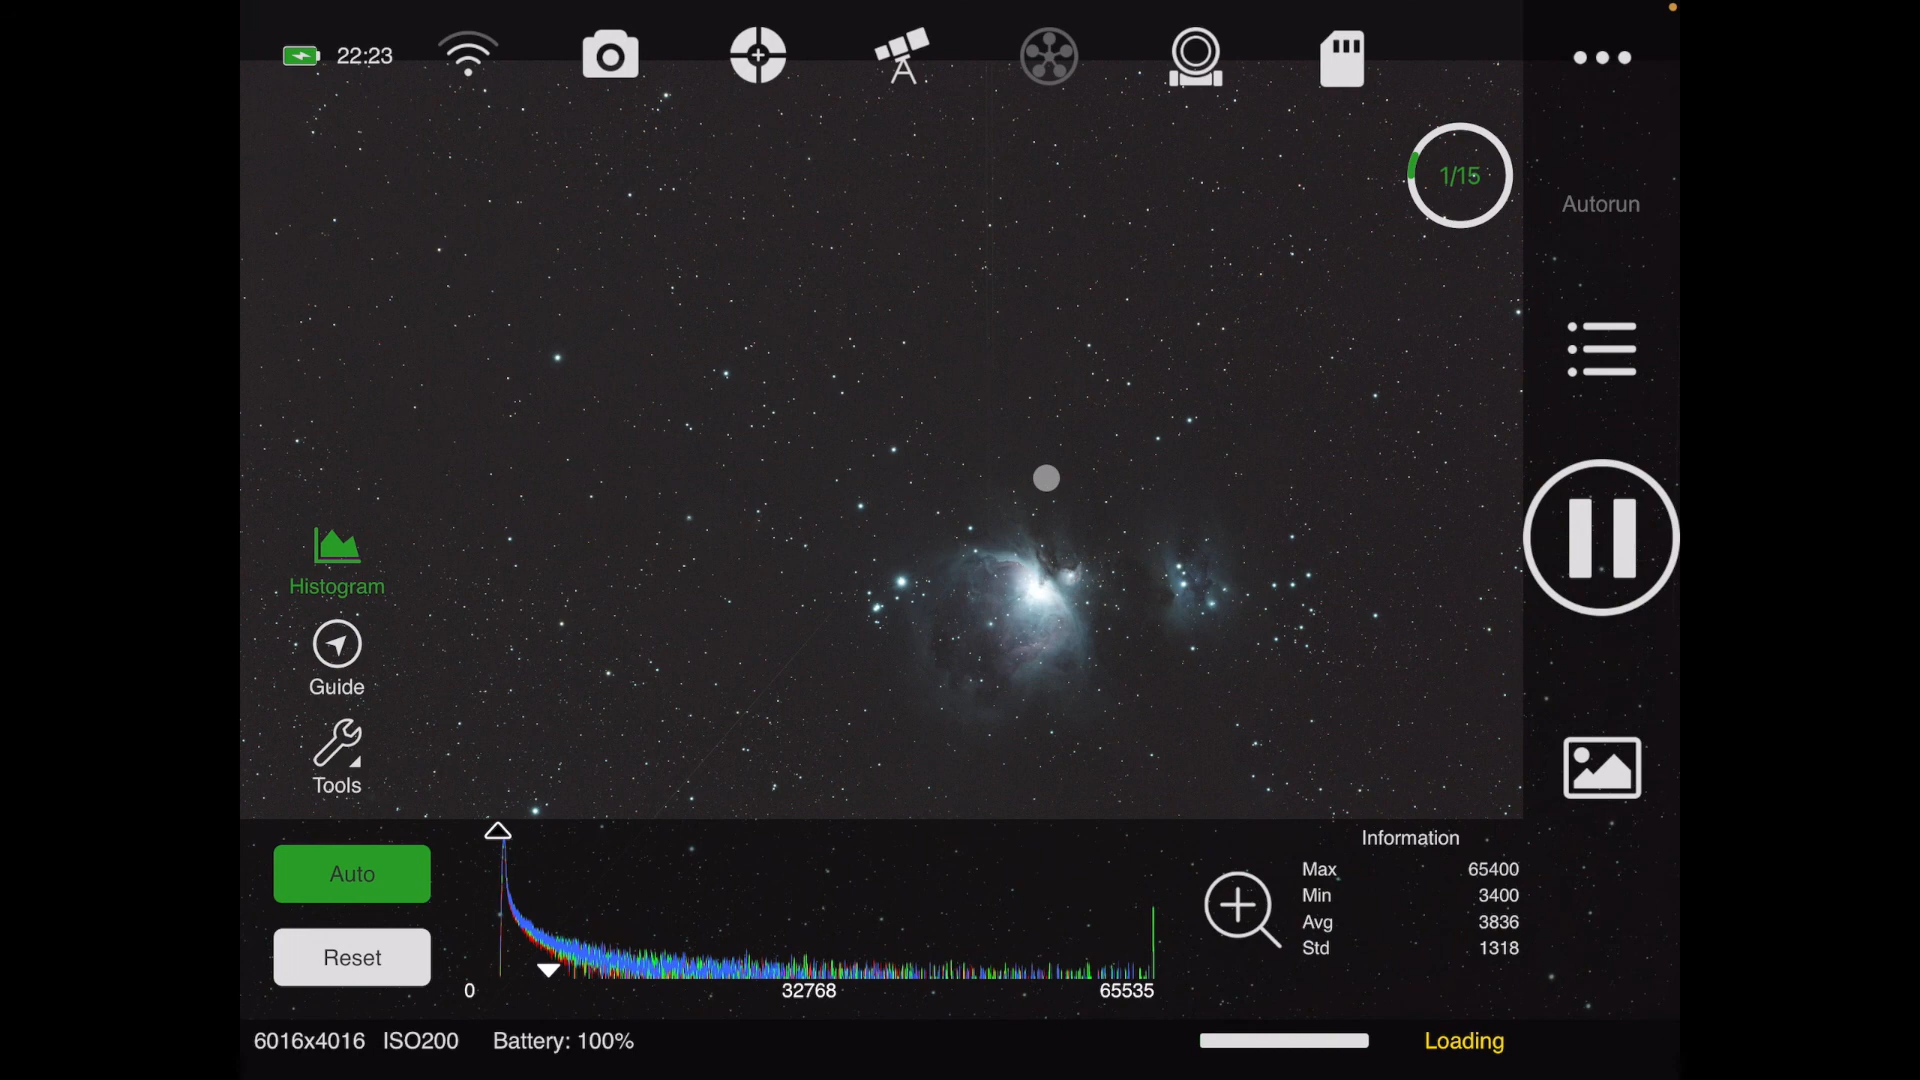 22:23
1/15
Autorun
Histogram
Guide
Tools
Auto
Reset
0
32768
65535
Information
Max 65400
Min 3400
Avg 3836
Std 1318
6016x4016 ISO200 Battery: 100%
Loading